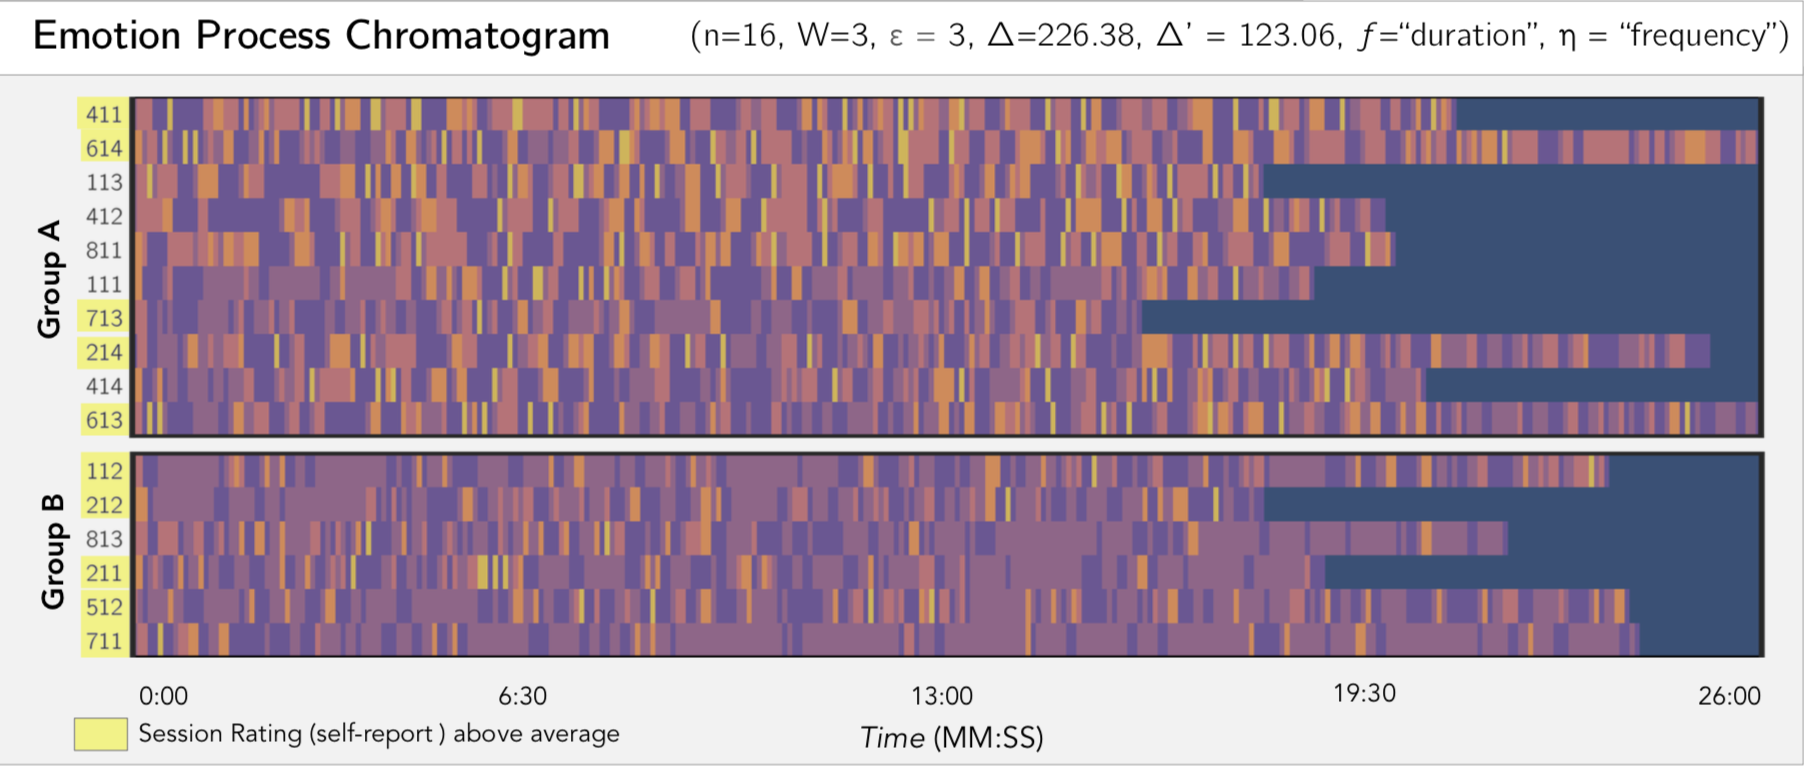 Emotion Process Chromatogram (n=16, W=3, ε = 3, Δ=226.38, Δ’ = 123.06, f=“duration”, η = “frequency”)
Group A
411
614
113
412
811
111
713
214
414
613
Group B
112
212
813
211
512
711
0:00 6:30 13:00 19:30 26:00
Session Rating (self-report ) above average
Time (MM:SS)